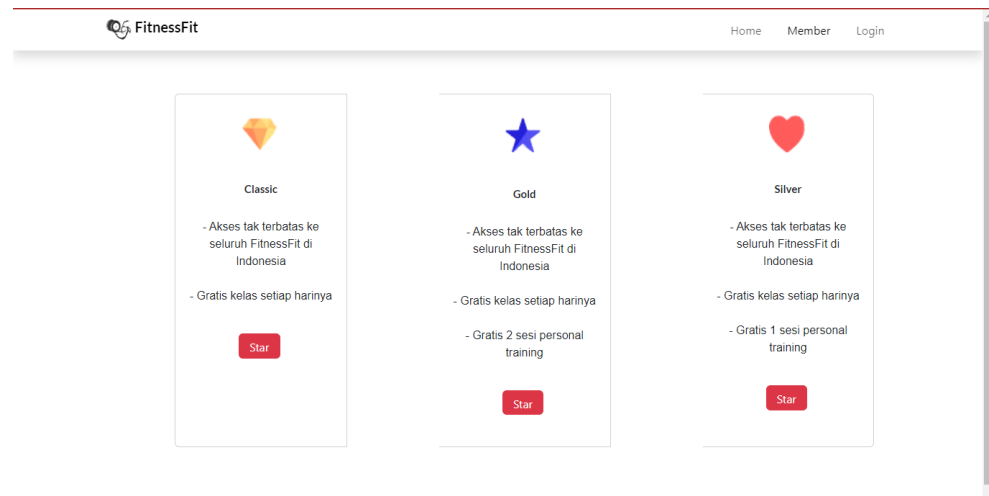 FitnessFit
Home Member Login
Classic
- Akses tak terbatas ke
seluruh FitnessFit di
Indonesia
- Gratis kelas setiap harinya
Star
Gold
- Akses tak terbatas ke
seluruh FitnessFit di
Indonesia
- Gratis kelas setiap harinya
- Gratis 2 sesi personal
training
Star
Silver
- Akses tak terbatas ke
seluruh FitnessFit di
Indonesia
- Gratis kelas setiap harinya
- Gratis 1 sesi personal
training
Star